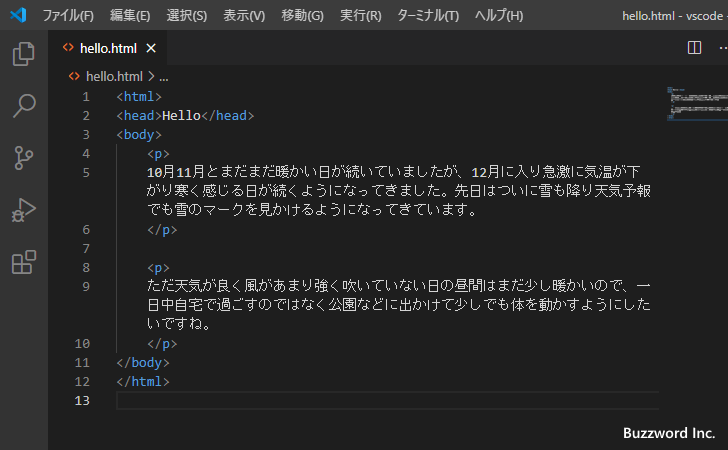 ファイル(F) 編集(E) 選択(S) 表示(V) 移動(G) 実行(R) ターミナル(T) ヘルプ(H) hello.html - vscode -
<> hello.html ×
<> hello.html > ...
1 <html>
2 <head>Hello</head>
3 <body>
4 <p>
5 10月11月とまだまだ暖かい日が続いていましたが、12月に入り急激に気温が下
がり寒く感じる日が続くようになってきました。先日はついに雪も降り天気予報
でも雪のマークを見かけるようになってきています。
6 </p>
7
8 <p>
9 ただ天気が良く風があまり強く吹いていない日の昼間はまだ少し暖かいので、一
日中自宅で過ごすのではなく公園などに出かけて少しでも体を動かすようにした
いですね。
10 </p>
11 </body>
12 </html>
13
Buzzword Inc.